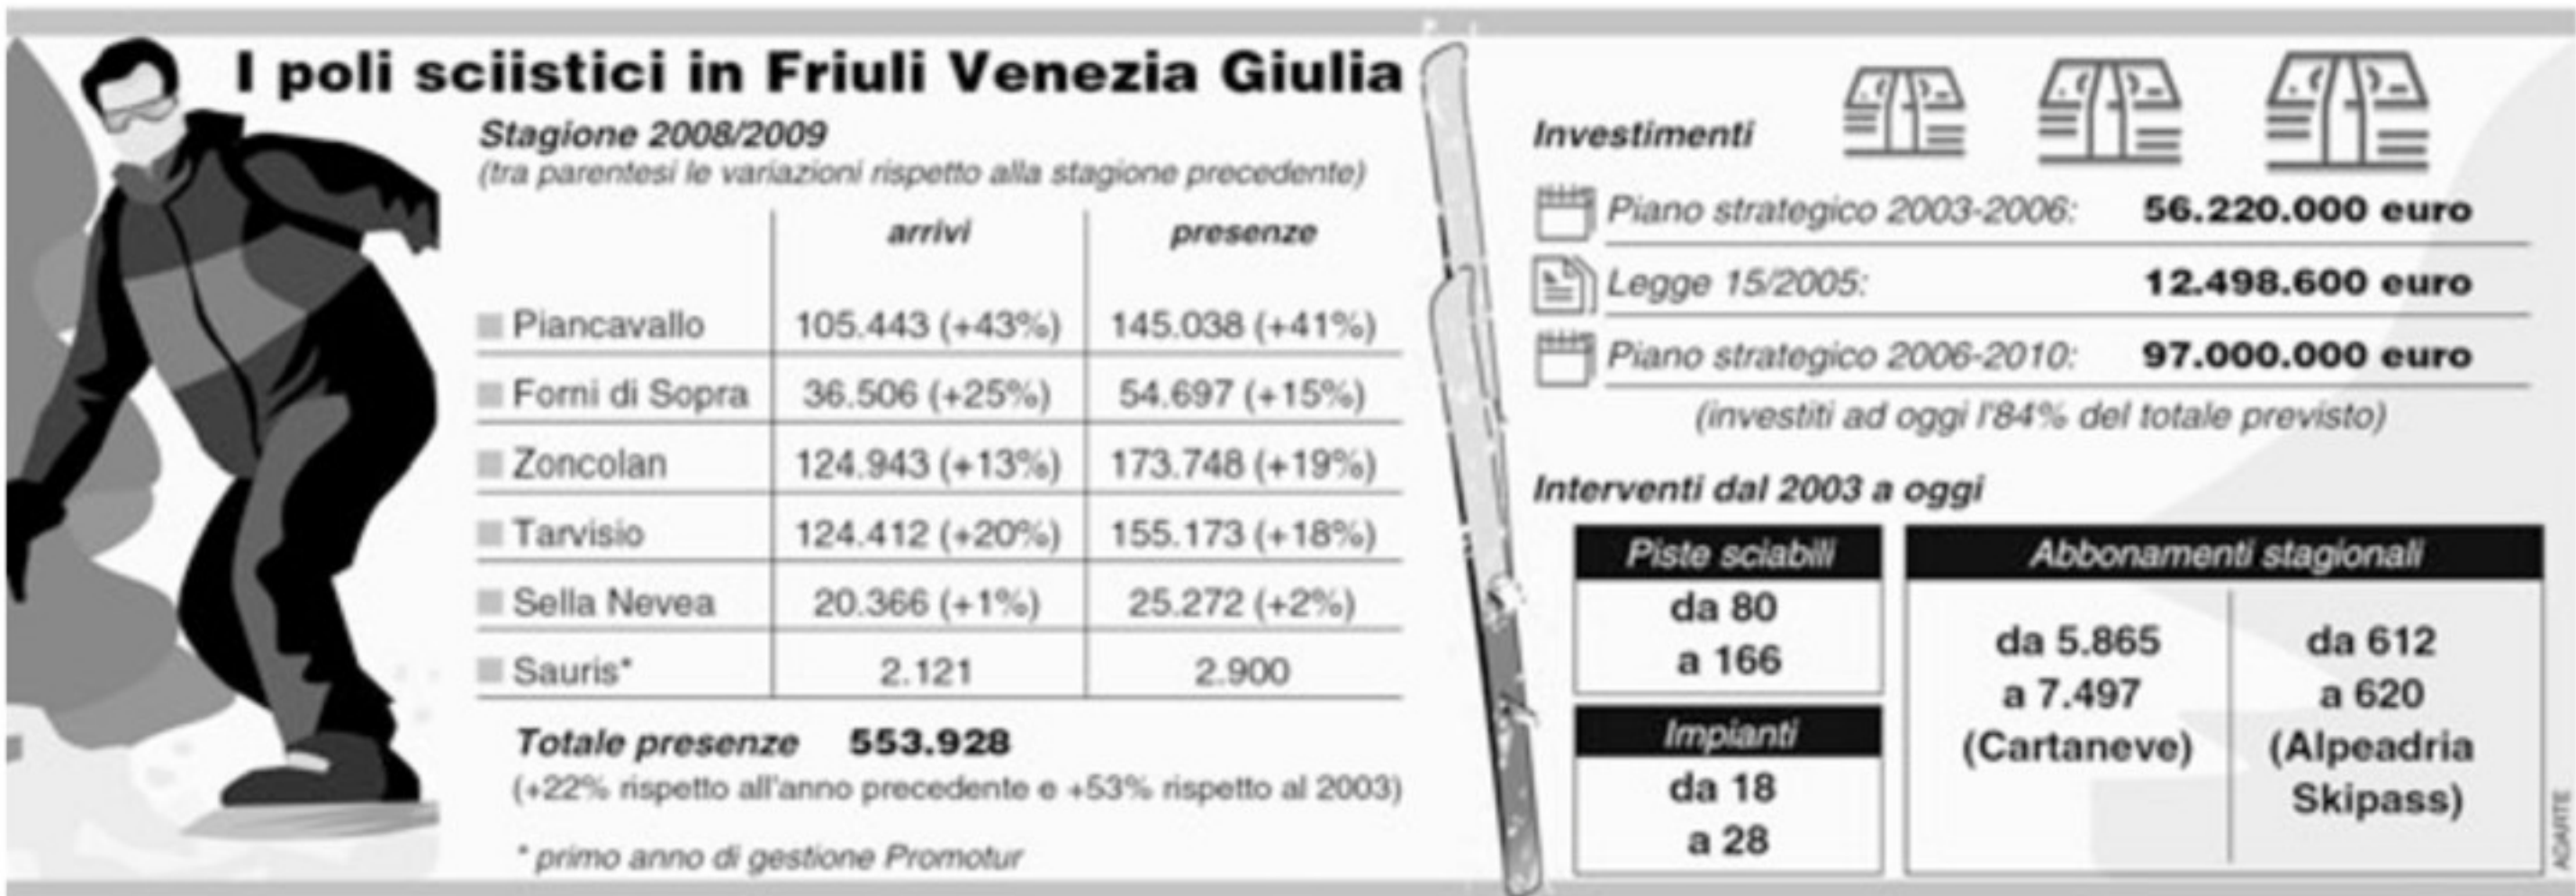 I poli sciistici in Friuli Venezia Giulia
Stagione 2008/2009
(tra parentesi le variazioni rispetto alla stagione precedente)
arrivi presenze
Piancavallo 105.443 (+43%) 145.038 (+41%)
Forni di Sopra 36.506 (+25%) 54.697 (+15%)
Zoncolan 124.943 (+13%) 173.748 (+19%)
Tarvisio 124.412 (+20%) 155.173 (+18%)
Sella Nevea 20.366 (+1%) 25.272 (+2%)
Sauris* 2.121 2.900
Totale presenze 553.928
(+22% rispetto all'anno precedente e +53% rispetto al 2003)
* primo anno di gestione Promotur
Investimenti
Piano strategico 2003-2006: 56.220.000 euro
Legge 15/2005: 12.498.600 euro
Piano strategico 2006-2010: 97.000.000 euro
(investiti ad oggi l'84% del totale previsto)
Interventi dal 2003 a oggi
Piste sciabili
da 80
a 166
Impianti
da 18
a 28
Abbonamenti stagionali
da 5.865
a 7.497
(Cartaneve)
da 612
a 620
(Alpeadria
Skipass)
ADARTE